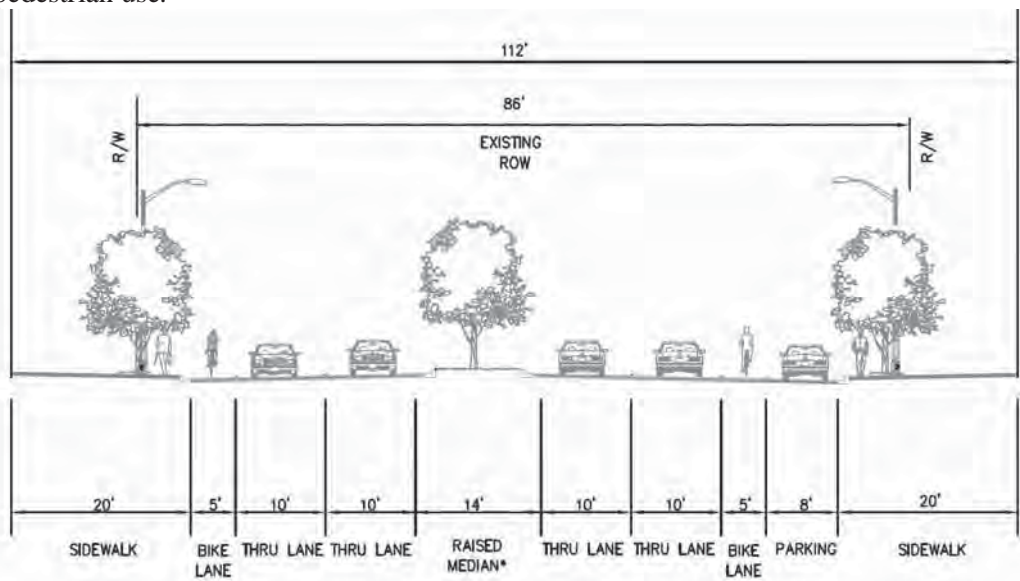 pedestrian use.
112'
86'
EXISTING
ROW
R/W
R/W
20' 5' 10' 10' 14' 10' 10' 5' 8' 20'
SIDEWALK BIKE LANE THRU LANE THRU LANE RAISED MEDIAN* THRU LANE THRU LANE BIKE LANE PARKING SIDEWALK